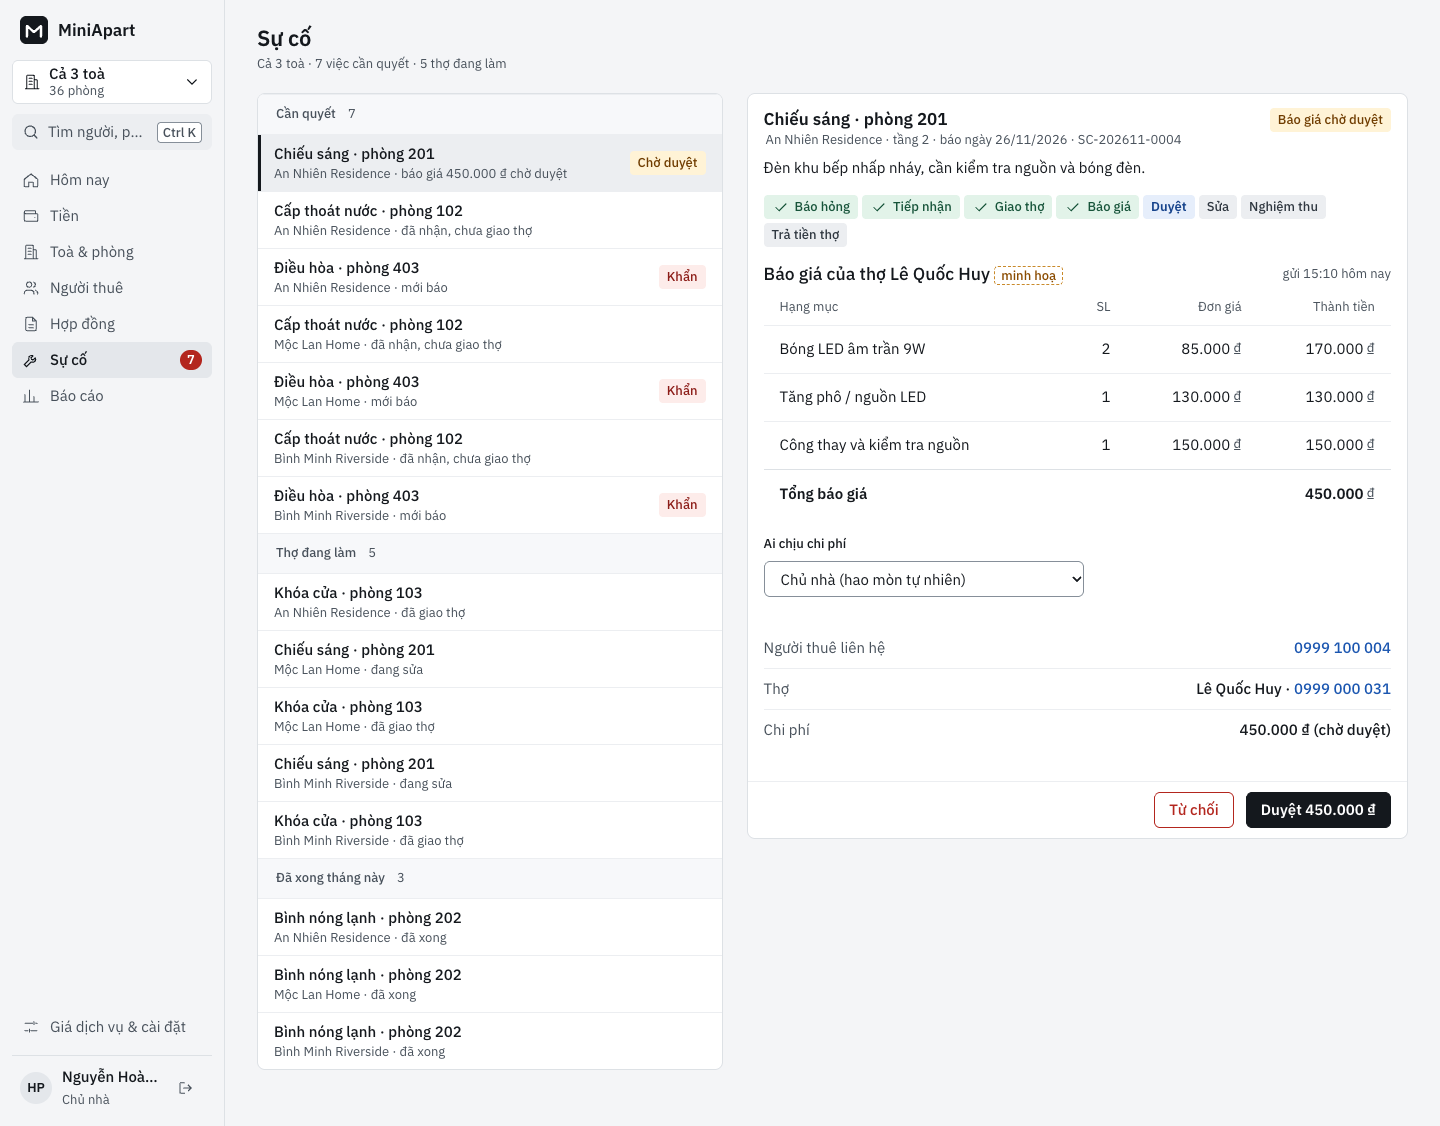 MiniApart
Cả 3 toà
36 phòng
Tìm người, p... Ctrl K
Hôm nay
Tiền
Toà & phòng
Người thuê
Hợp đồng
Sự cố 7
Báo cáo
Giá dịch vụ & cài đặt
HP Nguyễn Hoà...
Chủ nhà
Sự cố
Cả 3 toà · 7 việc cần quyết · 5 thợ đang làm
Cần quyết 7
Chiếu sáng · phòng 201
An Nhiên Residence · báo giá 450.000 ₫ chờ duyệt
Chờ duyệt
Cấp thoát nước · phòng 102
An Nhiên Residence · đã nhận, chưa giao thợ
Điều hòa · phòng 403
An Nhiên Residence · mới báo
Khẩn
Cấp thoát nước · phòng 102
Mộc Lan Home · đã nhận, chưa giao thợ
Điều hòa · phòng 403
Mộc Lan Home · mới báo
Khẩn
Cấp thoát nước · phòng 102
Bình Minh Riverside · đã nhận, chưa giao thợ
Điều hòa · phòng 403
Bình Minh Riverside · mới báo
Khẩn
Thợ đang làm 5
Khóa cửa · phòng 103
An Nhiên Residence · đã giao thợ
Chiếu sáng · phòng 201
Mộc Lan Home · đang sửa
Khóa cửa · phòng 103
Mộc Lan Home · đã giao thợ
Chiếu sáng · phòng 201
Bình Minh Riverside · đang sửa
Khóa cửa · phòng 103
Bình Minh Riverside · đã giao thợ
Đã xong tháng này 3
Bình nóng lạnh · phòng 202
An Nhiên Residence · đã xong
Bình nóng lạnh · phòng 202
Mộc Lan Home · đã xong
Bình nóng lạnh · phòng 202
Bình Minh Riverside · đã xong
Chiếu sáng · phòng 201
Báo giá chờ duyệt
An Nhiên Residence · tầng 2 · báo ngày 26/11/2026 · SC-202611-0004
Đèn khu bếp nhấp nháy, cần kiểm tra nguồn và bóng đèn.
Báo hỏng Tiếp nhận Giao thợ Báo giá Duyệt Sửa Nghiệm thu
Trả tiền thợ
Báo giá của thợ Lê Quốc Huy minh hoạ gửi 15:10 hôm nay
Hạng mục SL Đơn giá Thành tiền
Bóng LED âm trần 9W 2 85.000 ₫ 170.000 ₫
Tăng phô / nguồn LED 1 130.000 ₫ 130.000 ₫
Công thay và kiểm tra nguồn 1 150.000 ₫ 150.000 ₫
Tổng báo giá 450.000 ₫
Ai chịu chi phí
Chủ nhà (hao mòn tự nhiên)
Người thuê liên hệ 0999 100 004
Thợ Lê Quốc Huy · 0999 000 031
Chi phí 450.000 ₫ (chờ duyệt)
Từ chối Duyệt 450.000 ₫